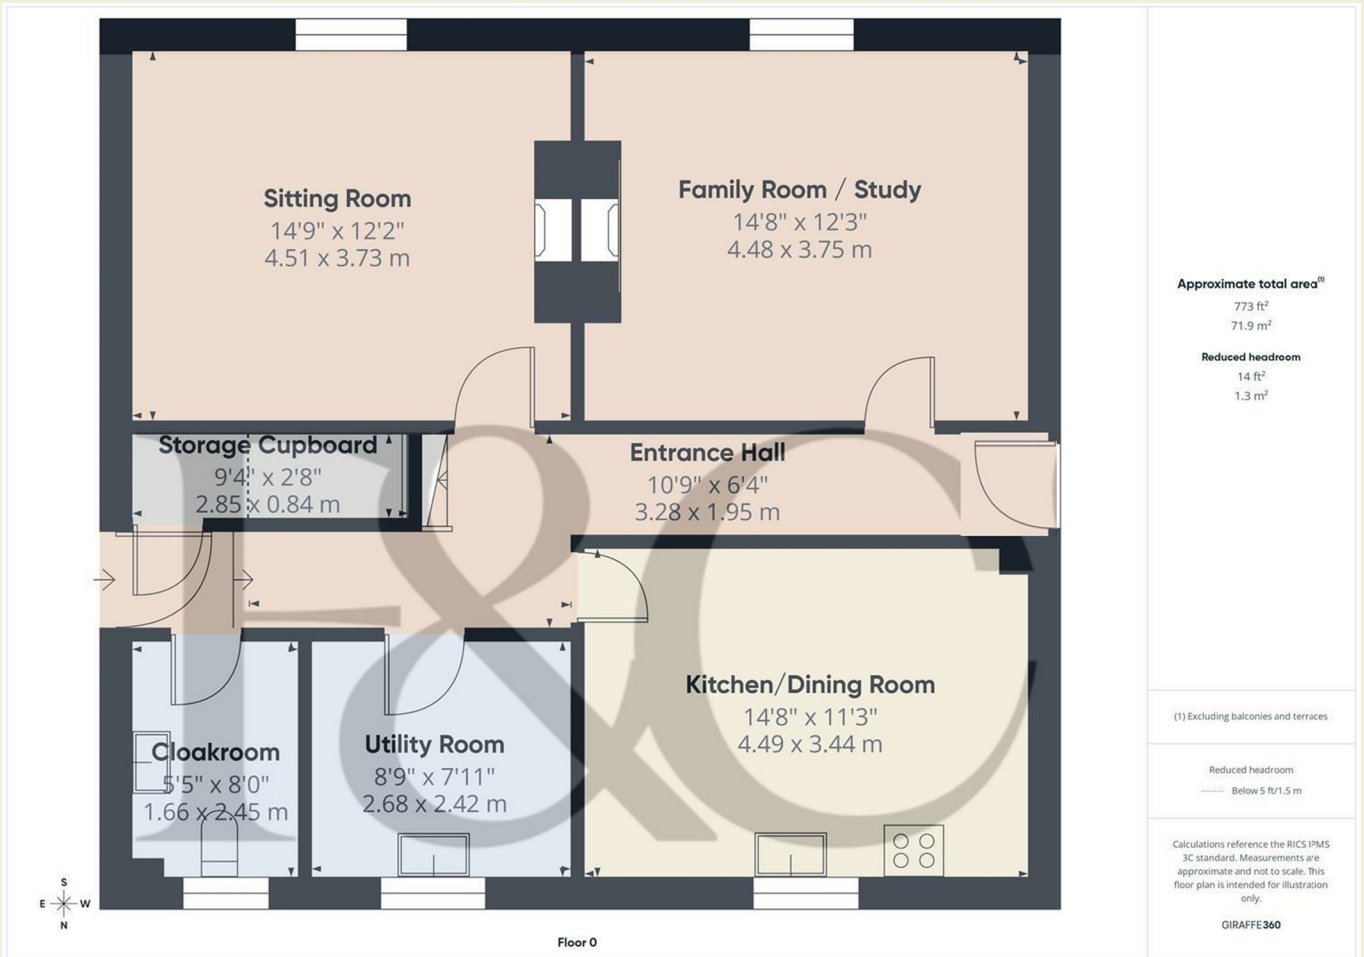 Sitting Room
14'9" x 12'2"
4.51 x 3.73 m
Family Room / Study
14'8" x 12'3"
4.48 x 3.75 m
Storage Cupboard
9'4" x 2'8"
2.85 x 0.84 m
Entrance Hall
10'9" x 6'4"
3.28 x 1.95 m
Kitchen/Dining Room
14'8" x 11'3"
4.49 x 3.44 m
Cloakroom
5'5" x 8'0"
1.66 x 2.45 m
Utility Room
8'9" x 7'11"
2.68 x 2.42 m
F&C
S
E W
N
Floor 0
Approximate total area(1)
773 ft²
71.9 m²
Reduced headroom
14 ft²
1.3 m²
(1) Excluding balconies and terraces
Reduced headroom
Below 5 ft/1.5 m
Calculations reference the RICS IPMS
3C standard. Measurements are
approximate and not to scale. This
floor plan is intended for illustration
only.
GIRAFFE360